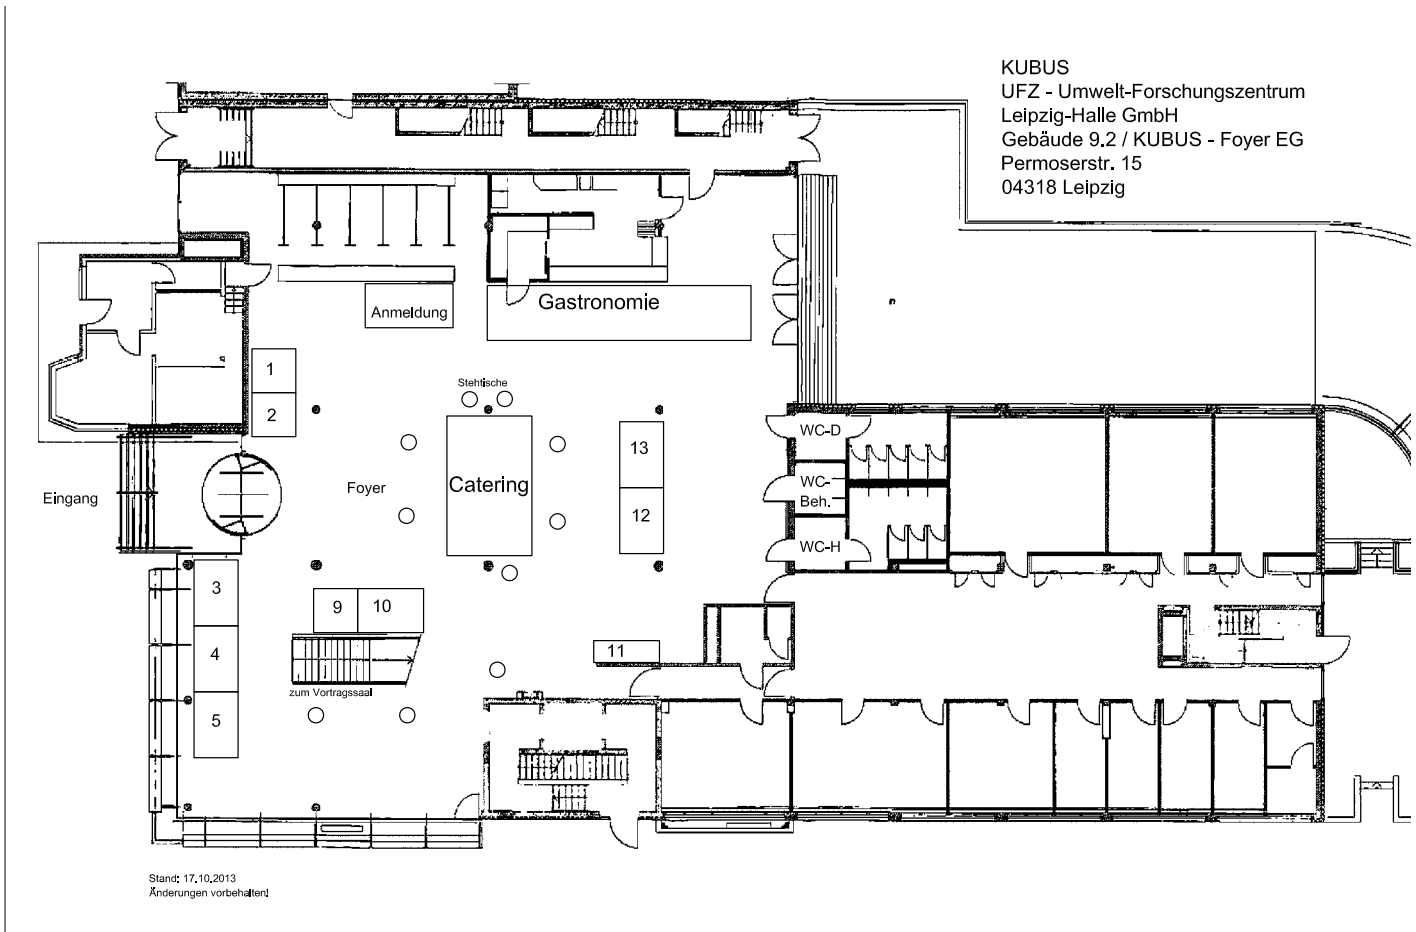 KUBUS
UFZ - Umwelt-Forschungszentrum
Leipzig-Halle GmbH
Gebäude 9.2 / KUBUS - Foyer EG
Permoserstr. 15
04318 Leipzig
Anmeldung
Gastronomie
1
2
Stehtische
WC-D
WC-
Beh.
WC-H
13
12
Eingang
Foyer
Catering
3
4
5
9
10
11
zum Vortragssaal
Stand: 17.10.2013
Änderungen vorbehalten!